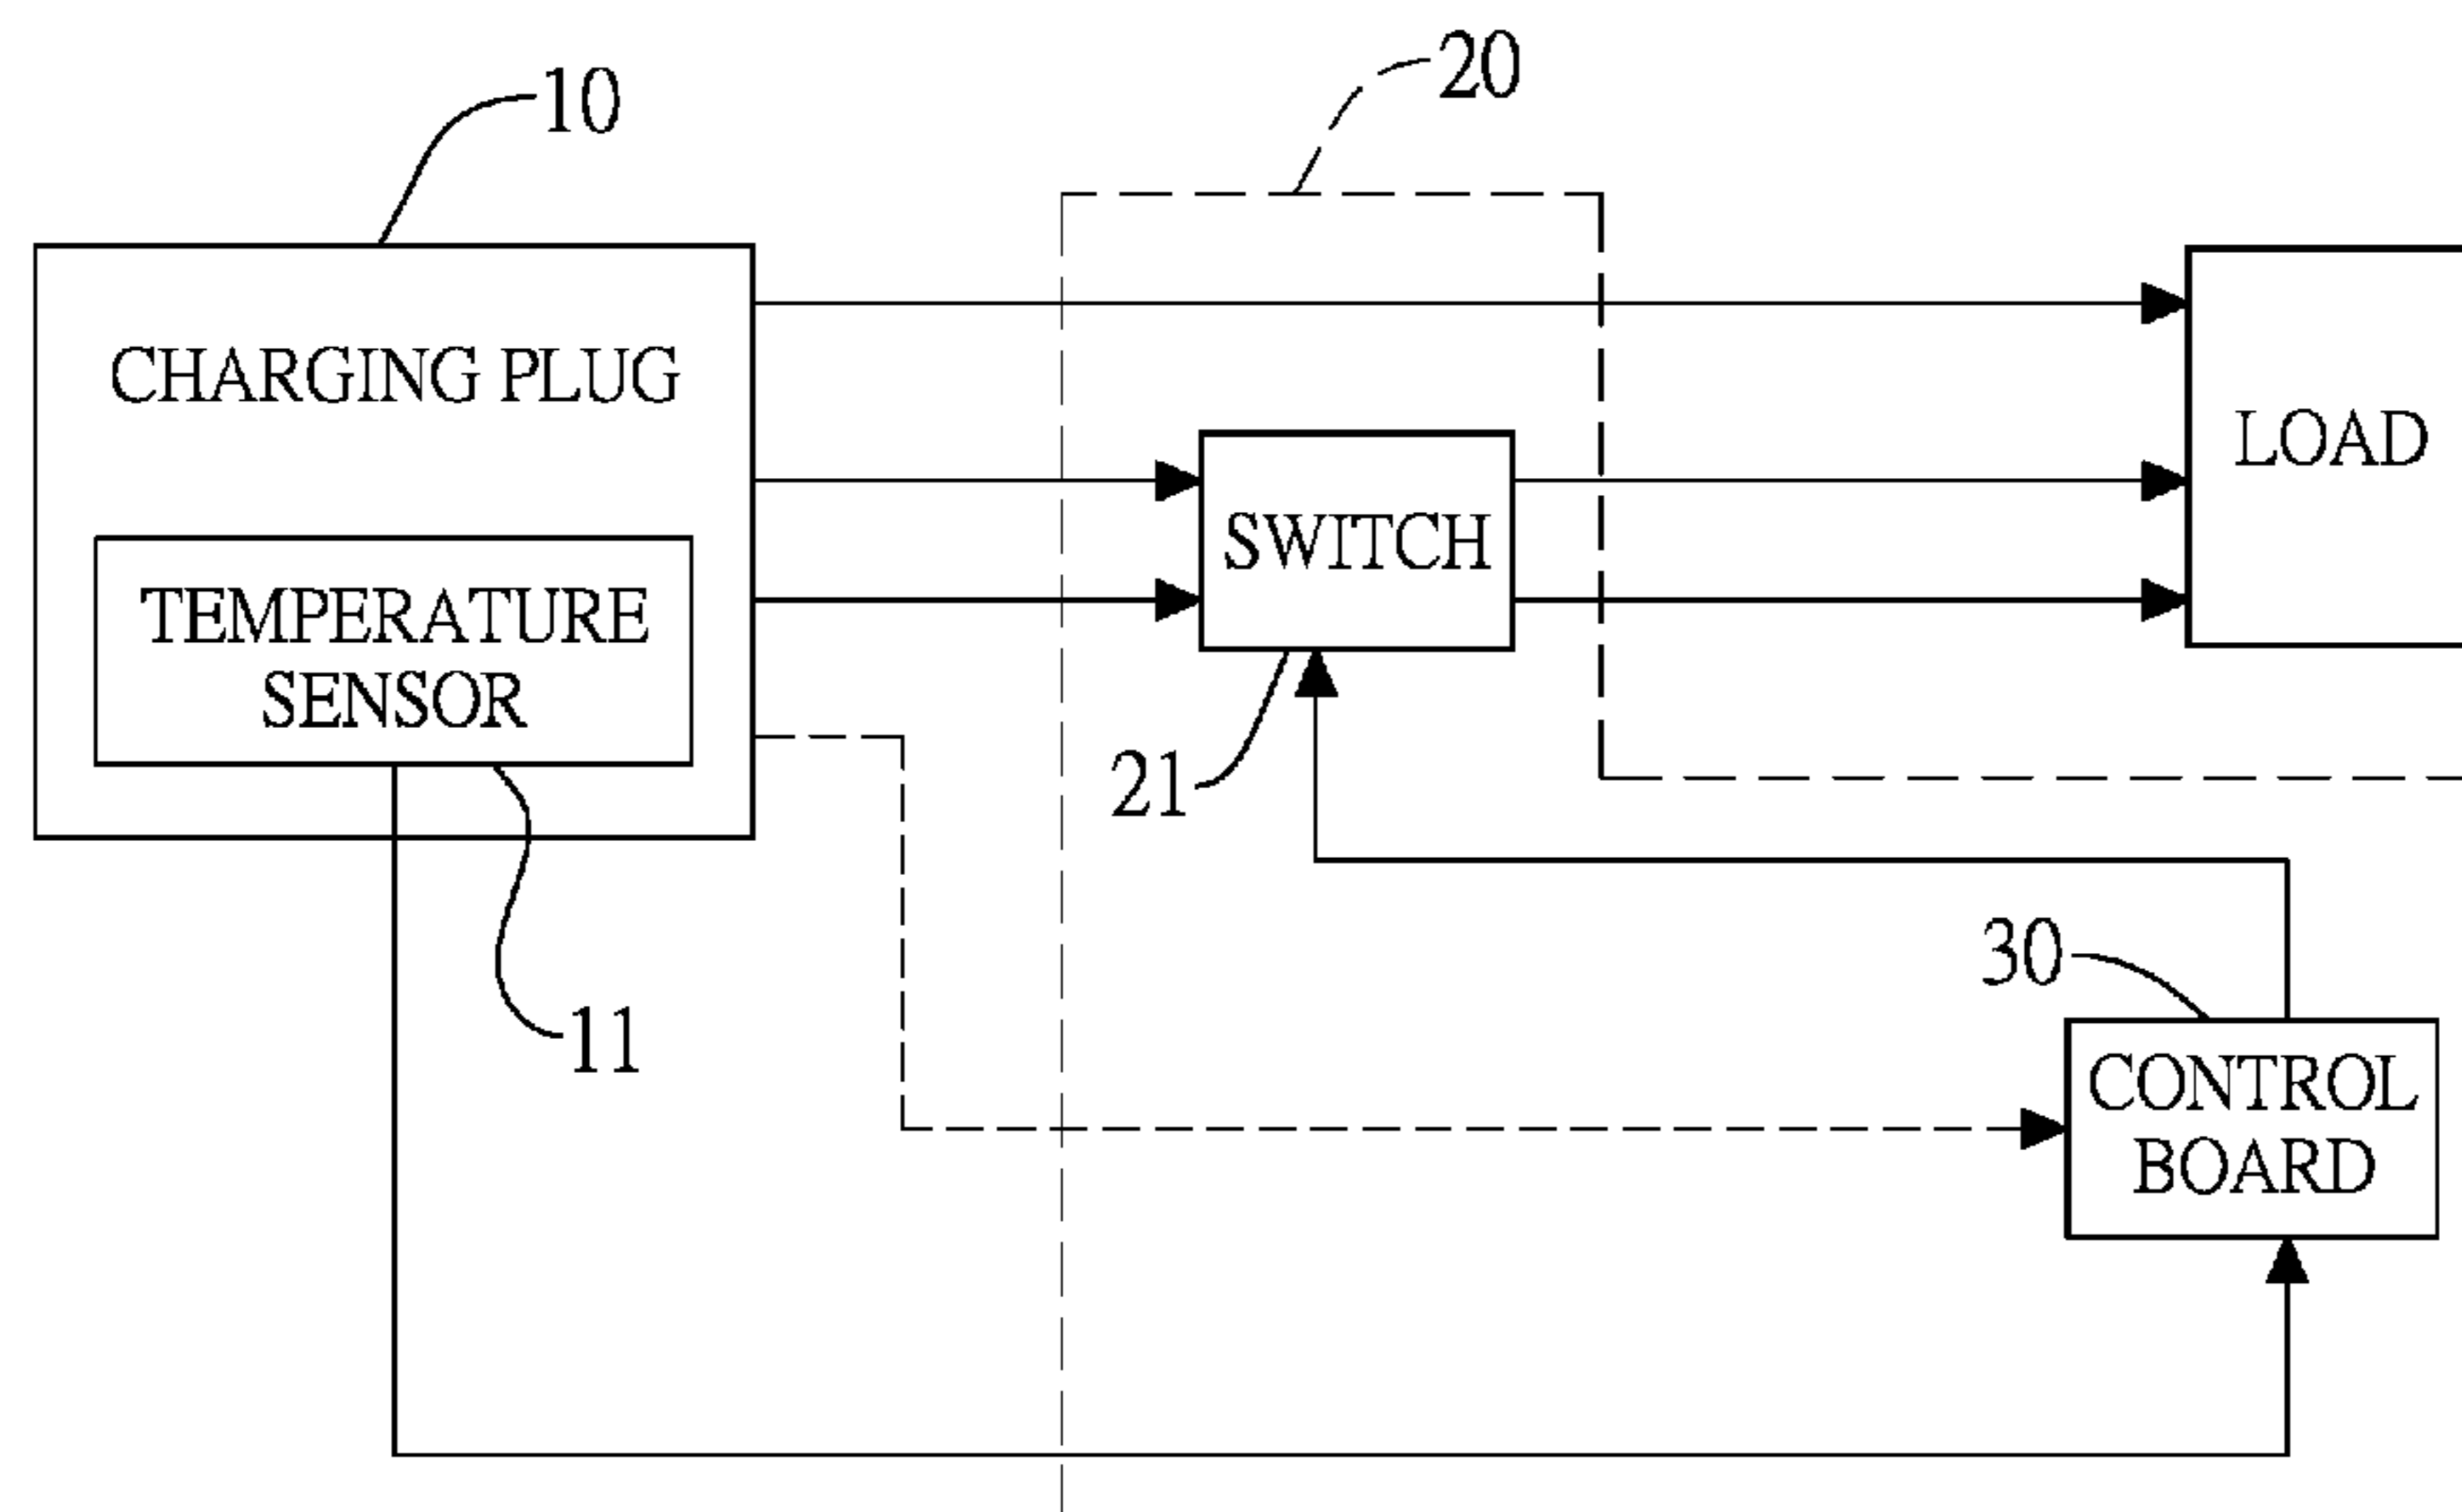 20
10
CHARGING PLUG
LOAD
SWITCH
TEMPERATURE
SENSOR
21
30
11
CONTROL
BOARD